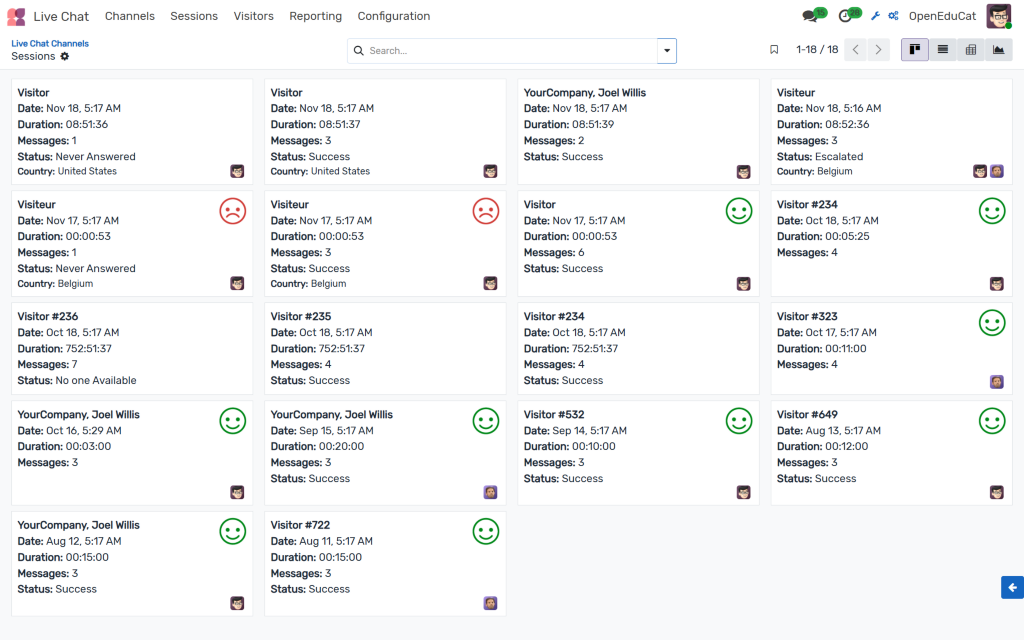 Live Chat Channels Sessions Visitors Reporting Configuration 15 28 OpenEduCat
Live Chat Channels
Sessions
Search...
1-18 / 18
Visitor
Date: Nov 18, 5:17 AM
Duration: 08:51:36
Messages: 1
Status: Never Answered
Country: United States
Visitor
Date: Nov 18, 5:17 AM
Duration: 08:51:37
Messages: 3
Status: Success
Country: United States
YourCompany, Joel Willis
Date: Nov 18, 5:17 AM
Duration: 08:51:39
Messages: 2
Status: Success
Visiteur
Date: Nov 18, 5:16 AM
Duration: 08:52:36
Messages: 3
Status: Escalated
Country: Belgium
Visiteur
Date: Nov 17, 5:17 AM
Duration: 00:00:53
Messages: 1
Status: Never Answered
Country: Belgium
Visiteur
Date: Nov 17, 5:17 AM
Duration: 00:00:53
Messages: 3
Status: Success
Country: Belgium
Visitor
Date: Nov 17, 5:17 AM
Duration: 00:00:53
Messages: 6
Status: Success
Visitor #234
Date: Oct 18, 5:17 AM
Duration: 00:05:25
Messages: 4
Visitor #236
Date: Oct 18, 5:17 AM
Duration: 752:51:37
Messages: 7
Status: No one Available
Visitor #235
Date: Oct 18, 5:17 AM
Duration: 752:51:37
Messages: 4
Status: Success
Visitor #234
Date: Oct 18, 5:17 AM
Duration: 752:51:37
Messages: 4
Status: Success
Visitor #323
Date: Oct 17, 5:17 AM
Duration: 00:11:00
Messages: 4
YourCompany, Joel Willis
Date: Oct 16, 5:29 AM
Duration: 00:03:00
Messages: 3
YourCompany, Joel Willis
Date: Sep 15, 5:17 AM
Duration: 00:20:00
Messages: 3
Status: Success
Visitor #532
Date: Sep 14, 5:17 AM
Duration: 00:10:00
Messages: 3
Status: Success
Visitor #649
Date: Aug 13, 5:17 AM
Duration: 00:12:00
Messages: 3
Status: Success
YourCompany, Joel Willis
Date: Aug 12, 5:17 AM
Duration: 00:15:00
Messages: 3
Status: Success
Visitor #722
Date: Aug 11, 5:17 AM
Duration: 00:15:00
Messages: 3
Status: Success